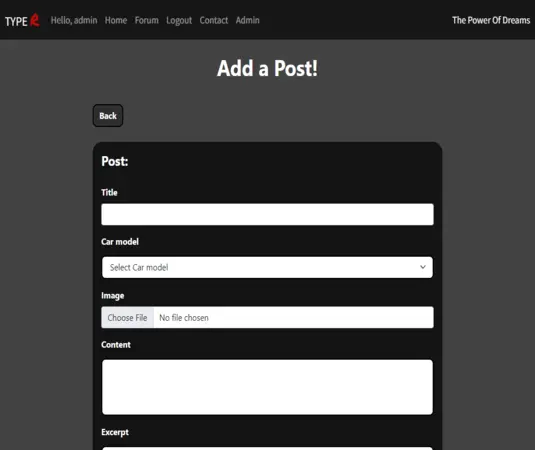 TYPE R Hello, admin Home Forum Logout Contact Admin The Power Of Dreams
Add a Post!
Back
Post:
Title
Car model
Select Car model
Image
Choose File No file chosen
Content
Excerpt